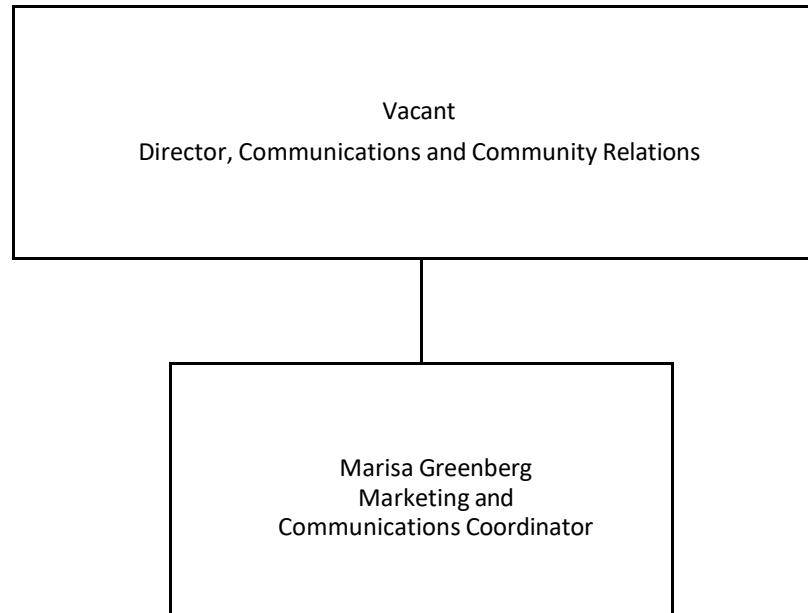 Vacant
Director, Communications and Community Relations
Marisa Greenberg
Marketing and
Communications Coordinator